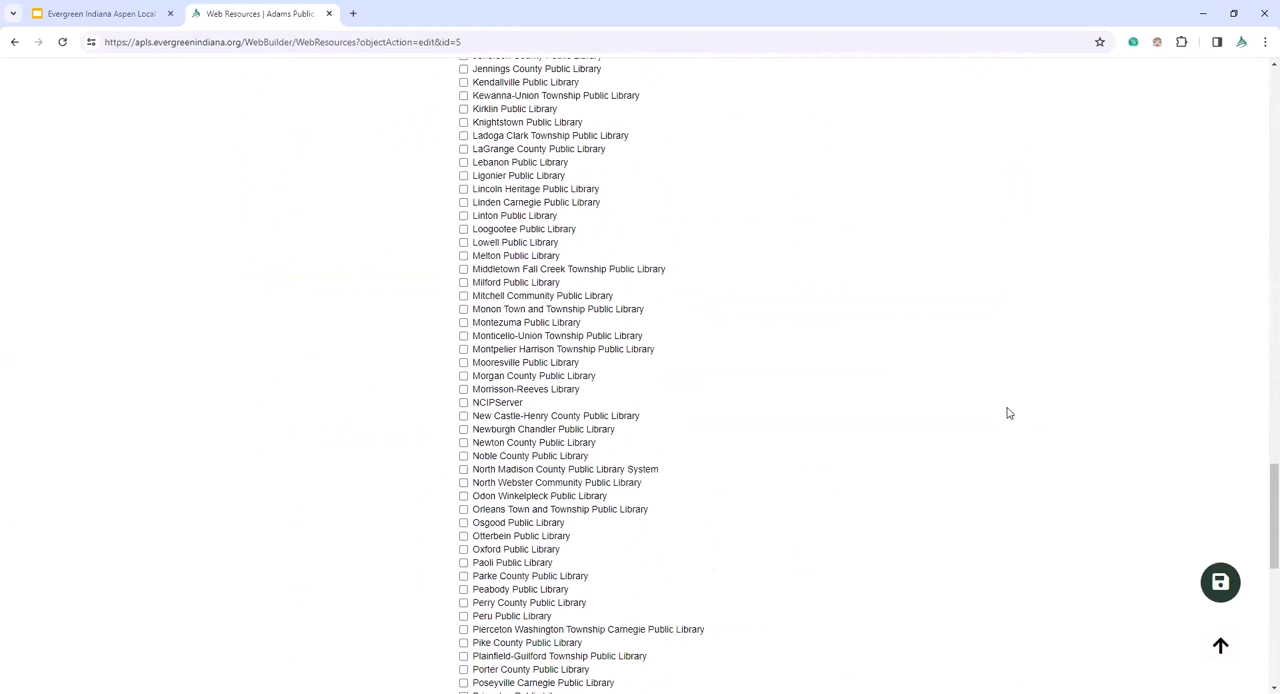 Evergreen Indiana Aspen Local
Web Resources | Adams Public
https://apls.evergreenindiana.org/WebBuilder/WebResources?objectAction=edit&id=5
Jennings County Public Library
Kendallville Public Library
Kewanna-Union Township Public Library
Kirklin Public Library
Knightstown Public Library
Ladoga Clark Township Public Library
LaGrange County Public Library
Lebanon Public Library
Ligonier Public Library
Lincoln Heritage Public Library
Linden Carnegie Public Library
Linton Public Library
Loogootee Public Library
Lowell Public Library
Melton Public Library
Middletown Fall Creek Township Public Library
Milford Public Library
Mitchell Community Public Library
Monon Town and Township Public Library
Montezuma Public Library
Monticello-Union Township Public Library
Montpelier Harrison Township Public Library
Mooresville Public Library
Morgan County Public Library
Morrisson-Reeves Library
NCIPServer
New Castle-Henry County Public Library
Newburgh Chandler Public Library
Newton County Public Library
Noble County Public Library
North Madison County Public Library System
North Webster Community Public Library
Odon Winkelpleck Public Library
Orleans Town and Township Public Library
Osgood Public Library
Otterbein Public Library
Oxford Public Library
Paoli Public Library
Parke County Public Library
Peabody Public Library
Perry County Public Library
Peru Public Library
Pierceton Washington Township Carnegie Public Library
Pike County Public Library
Plainfield-Guilford Township Public Library
Porter County Public Library
Poseyville Carnegie Public Library